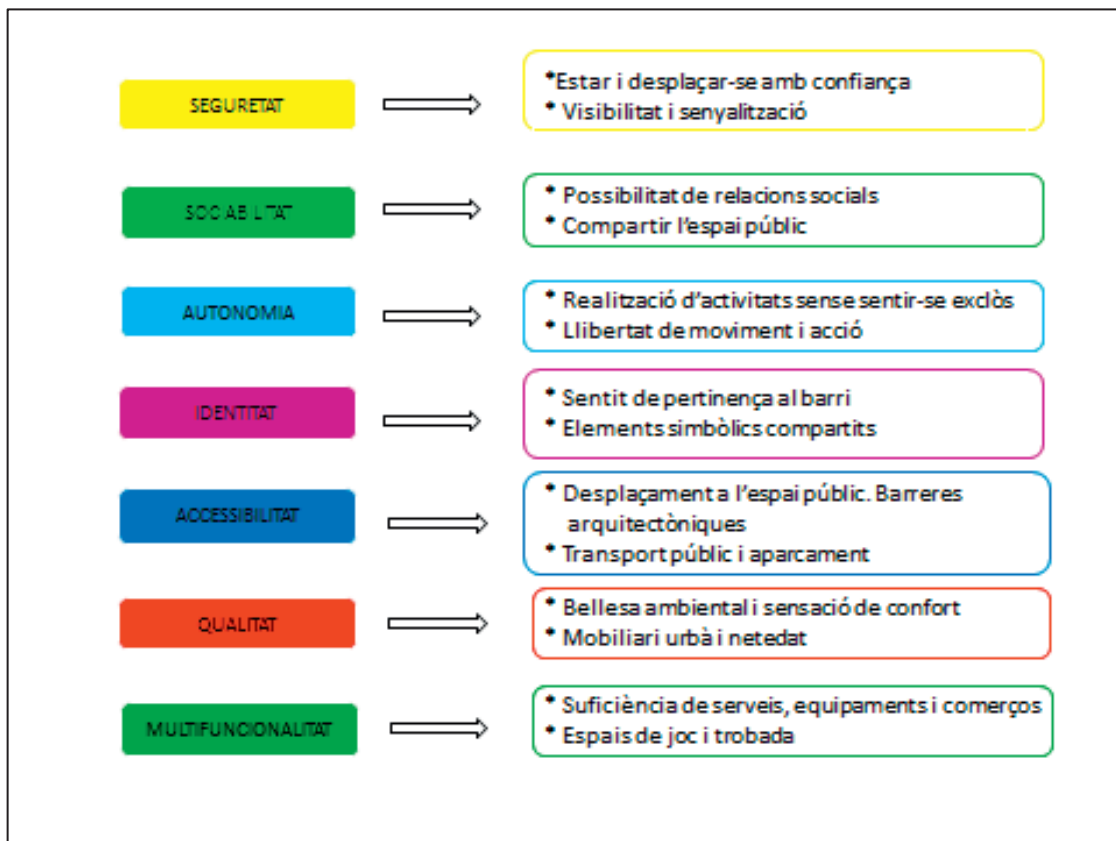 SEGURETAT
*Estar i desplaçar-se amb confiança
* Visibilitat i senyalització
SOCIABILITAT
* Possibilitat de relacions socials
* Compartir l'espai públic
AUTONOMIA
* Realització d'activitats sense sentir-se exclòs
* Llibertat de moviment i acció
IDENTITAT
* Sentit de pertinença al barri
* Elements simbòlics compartits
ACCESSIBILITAT
* Desplaçament a l'espai públic. Barreres
arquitectòniques
* Transport públic i aparcament
QUALITAT
* Bellesa ambiental i sensació de confort
* Mobiliari urbà i netedat
MULTIFUNCIONALITAT
* Suficiència de serveis, equipaments i comerços
* Espais de joc i trobada